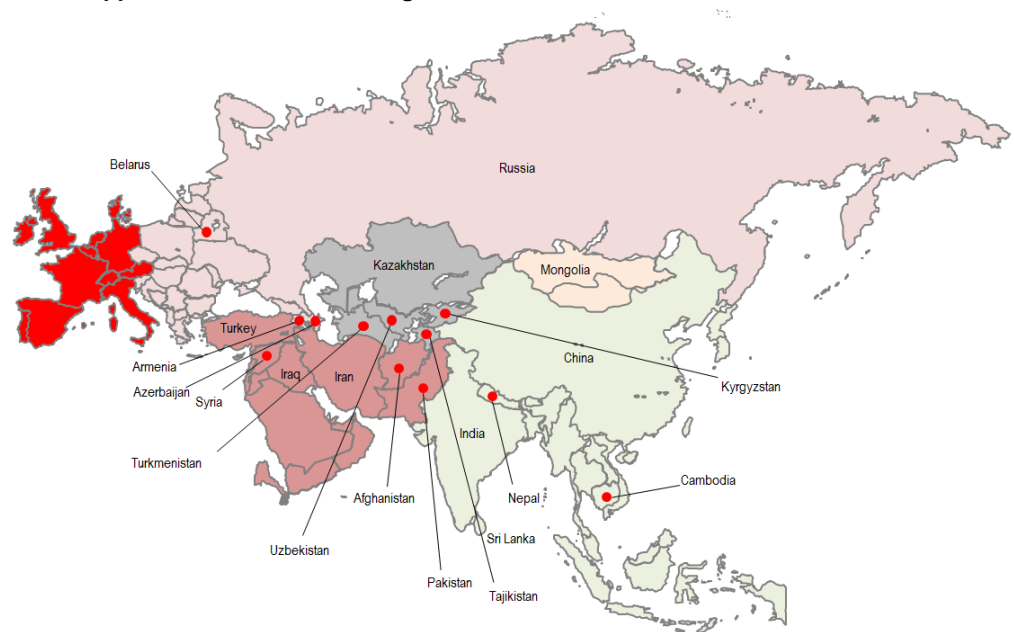 Russia
Belarus
Kazakhstan
Mongolia
Turkey
China
Armenia
Iraq
Iran
Azerbaijan
Kyrgyzstan
Syria
India
Turkmenistan
Cambodia
Afghanistan
Nepal
Sri Lanka
Uzbekistan
Pakistan
Tajikistan